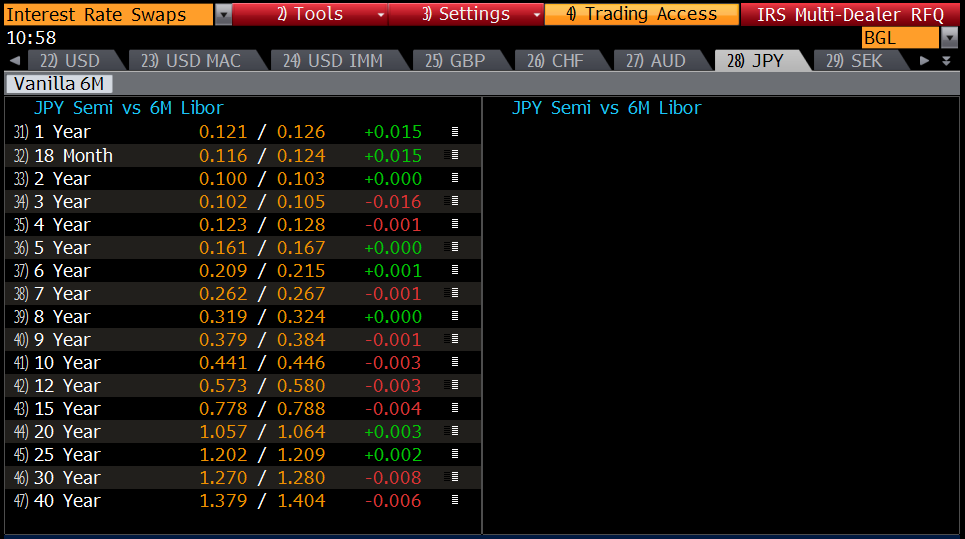 Interest Rate Swaps 2) Tools 3) Settings 4) Trading Access IRS Multi-Dealer RFQ
10:58 BGL
22) USD 23) USD MAC 24) USD IMM 25) GBP 26) CHF 27) AUD 28) JPY 29) SEK
Vanilla 6M
JPY Semi vs 6M Libor JPY Semi vs 6M Libor
31) 1 Year 0.121 / 0.126 +0.015
32) 18 Month 0.116 / 0.124 +0.015
33) 2 Year 0.100 / 0.103 +0.000
34) 3 Year 0.102 / 0.105 -0.016
35) 4 Year 0.123 / 0.128 -0.001
36) 5 Year 0.161 / 0.167 +0.000
37) 6 Year 0.209 / 0.215 +0.001
38) 7 Year 0.262 / 0.267 -0.001
39) 8 Year 0.319 / 0.324 +0.000
40) 9 Year 0.379 / 0.384 -0.001
41) 10 Year 0.441 / 0.446 -0.003
42) 12 Year 0.573 / 0.580 -0.003
43) 15 Year 0.778 / 0.788 -0.004
44) 20 Year 1.057 / 1.064 +0.003
45) 25 Year 1.202 / 1.209 +0.002
46) 30 Year 1.270 / 1.280 -0.008
47) 40 Year 1.379 / 1.404 -0.006